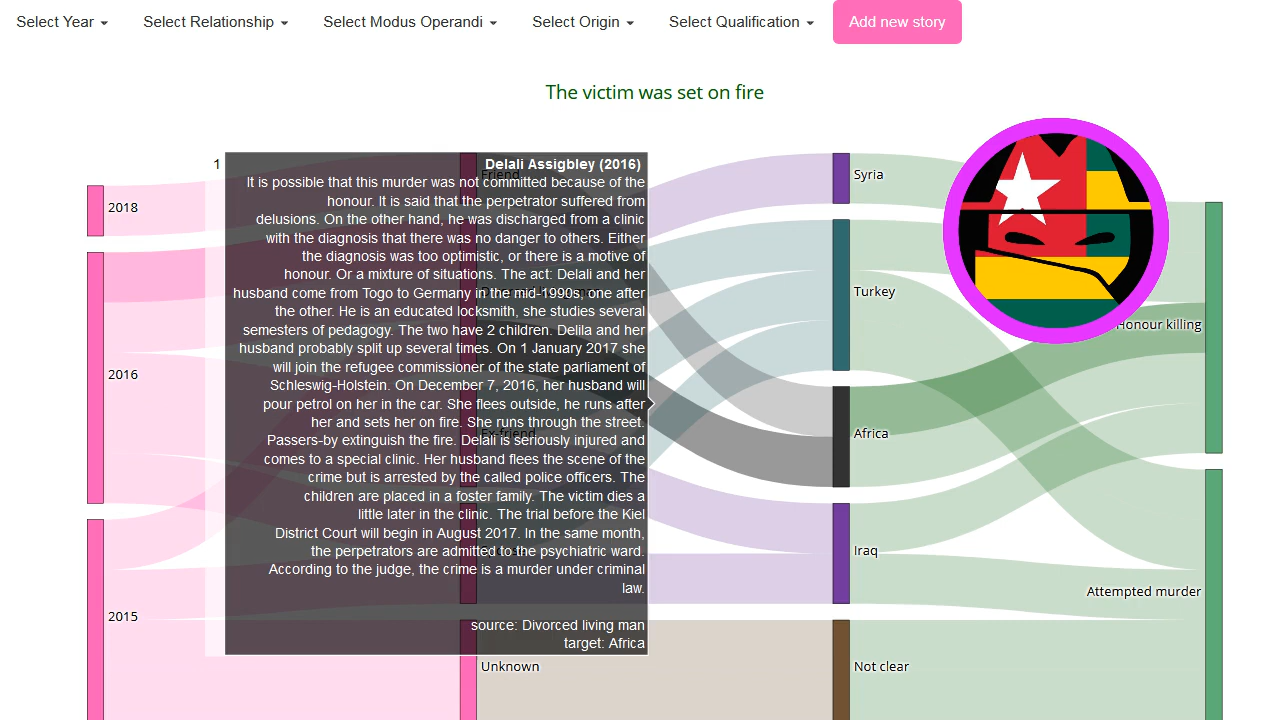 Select Year
Select Relationship
Select Modus Operandi
Select Origin
Select Qualification
Add new story
The victim was set on fire
1
Delali Assigbley (2016)
It is possible that this murder was not committed because of the
honour. It is said that the perpetrator suffered from
delusions. On the other hand, he was discharged from a clinic
with the diagnosis that there was no danger to others. Either
the diagnosis was too optimistic, or there is a motive of
honour. Or a mixture of situations. The act: Delali and her
husband come from Togo to Germany in the mid-1990s, one after
the other. He is an educated locksmith, she studies several
semesters of pedagogy. The two have 2 children. Delila and her
husband probably split up several times. On 1 January 2017 she
will join the refugee commissioner of the state parliament of
Schleswig-Holstein. On December 7, 2016, her husband will
pour petrol on her in the car. She flees outside, he runs after
her and sets her on fire. She runs through the street.
Passers-by extinguish the fire. Delali is seriously injured and
comes to a special clinic. Her husband flees the scene of the
crime but is arrested by the called police officers. The
children are placed in a foster family. The victim dies a
little later in the clinic. The trial before the Kiel
District Court will begin in August 2017. In the same month,
the perpetrators are admitted to the psychiatric ward.
According to the judge, the crime is a murder under criminal
law.
source: Divorced living man
target: Africa
2018
2016
2015
Friend
Ex-friend
Unknown
Syria
Turkey
Africa
Iraq
Not clear
Honour killing
Attempted murder